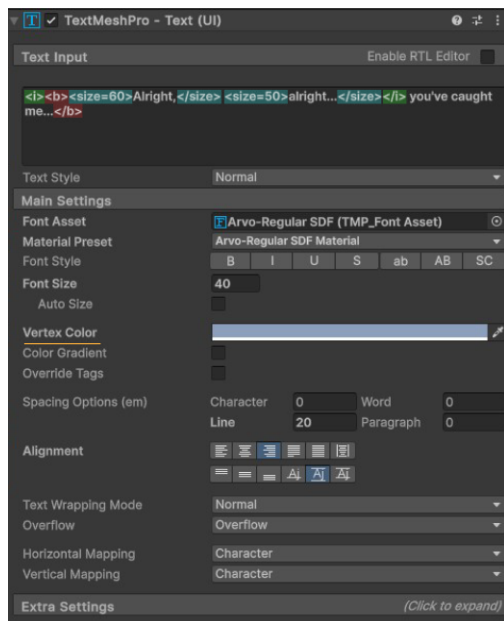 TextMeshPro - Text (UI)
Text Input Enable RTL Editor
<i><b><size=60>Alright,</size> <size=50>alright...</size></i> you've caught
me...</b>
Text Style Normal
Main Settings
Font Asset Arvo-Regular SDF (TMP_Font Asset)
Material Preset Arvo-Regular SDF Material
Font Style B I U S ab AB SC
Font Size 40
Auto Size
Vertex Color
Color Gradient
Override Tags
Spacing Options (em) Character 0 Word 0
Line 20 Paragraph 0
Alignment
Text Wrapping Mode Normal
Overflow Overflow
Horizontal Mapping Character
Vertical Mapping Character
Extra Settings (Click to expand)